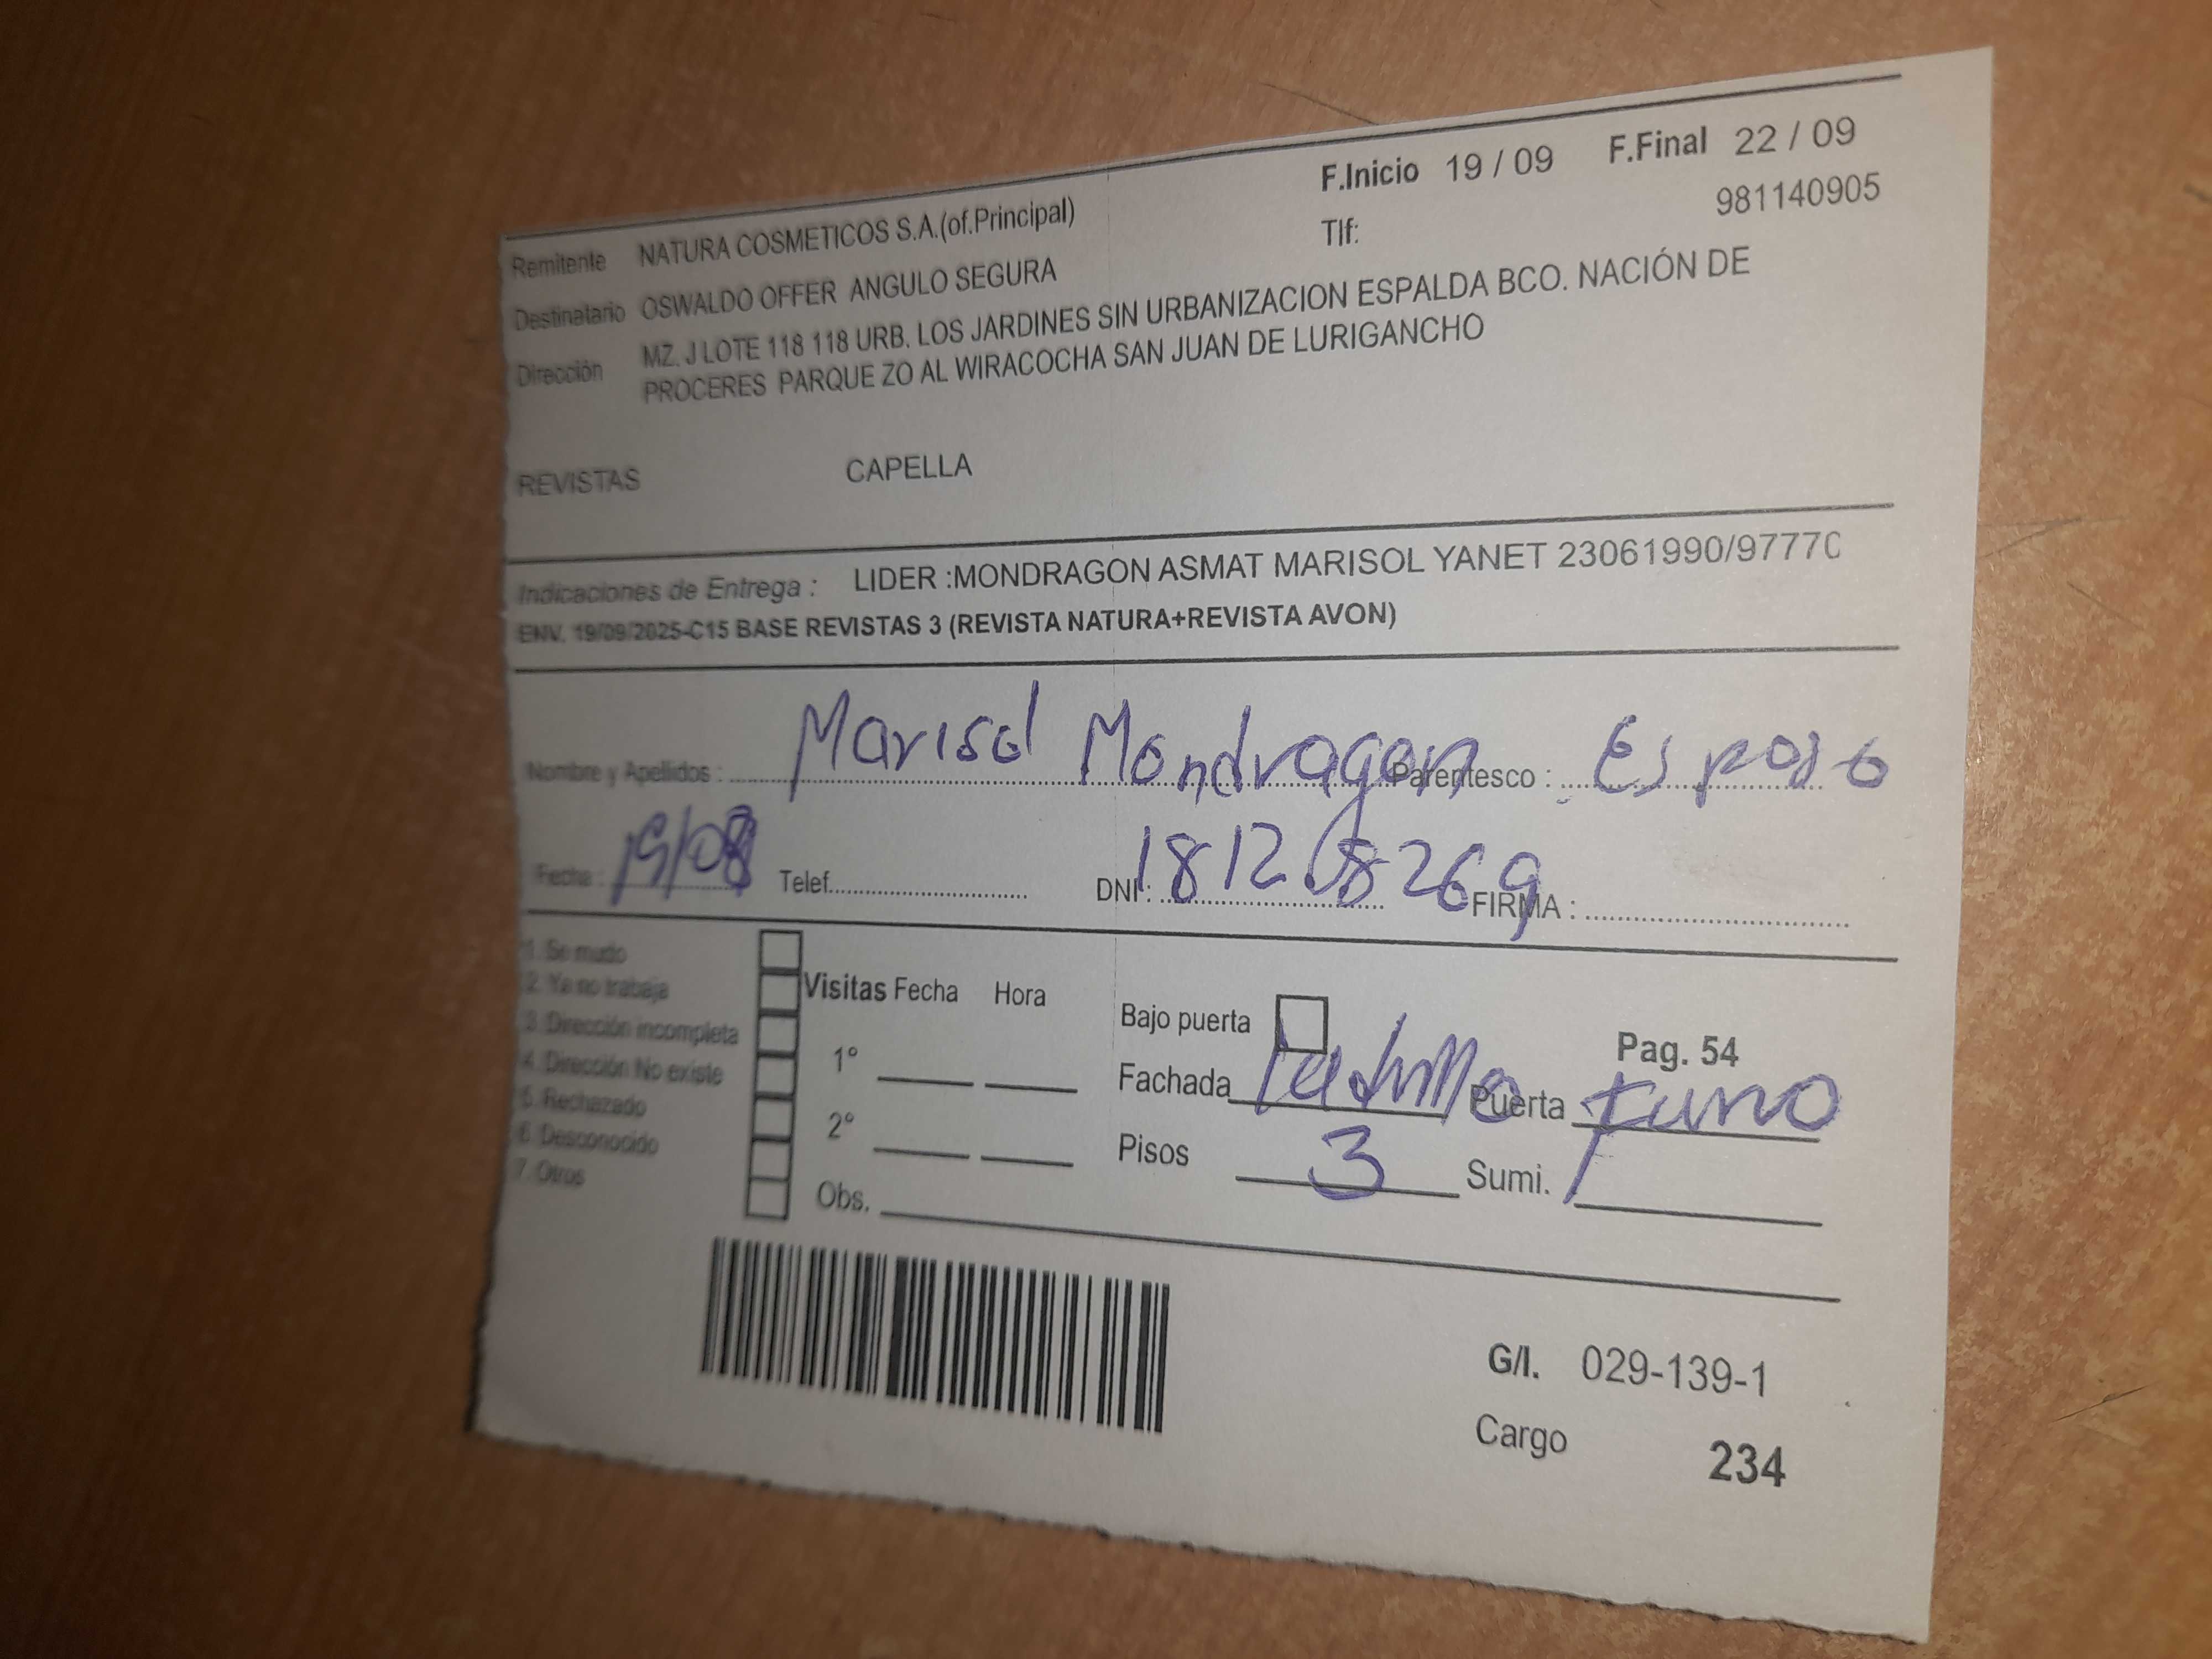 F.Inicio 19 / 09 F.Final 22 / 09
Remitente NATURA COSMETICOS S.A.(of.Principal) Tlf: 981140905
Destinatario OSWALDO OFFER ANGULO SEGURA
Dirección MZ. J LOTE 118 118 URB. LOS JARDINES SIN URBANIZACION ESPALDA BCO. NACIÓN DE
PROCERES PARQUE ZO AL WIRACOCHA SAN JUAN DE LURIGANCHO
REVISTAS CAPELLA
Indicaciones de Entrega : LIDER :MONDRAGON ASMAT MARISOL YANET 23061990/9777
ENV. 19/09/2025-C15 BASE REVISTAS 3 (REVISTA NATURA+REVISTA AVON)
Nombre y Apellidos : Marisol Mondragon Parentesco : Esposo
Fecha : 19/08 Telef. DNI : 18128269 FIRMA :
1. Se mudo
2. Ya no trabaja
3. Dirección incompleta
4. Dirección No existe
5. Rechazado
6. Desconocido
7. Otros
Visitas Fecha Hora
1°
2°
Obs.
Bajo puerta
Pag. 54
Fachada Ladrillo Puerta
Pisos 3 Sumi.
G/I. 029-139-1
Cargo 234